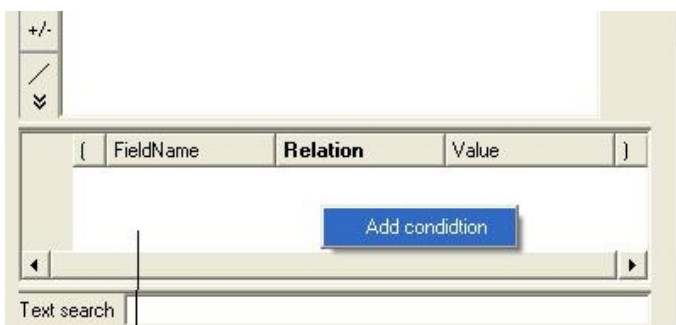 +/-
( FieldName Relation Value )
Add condidtion
Text search